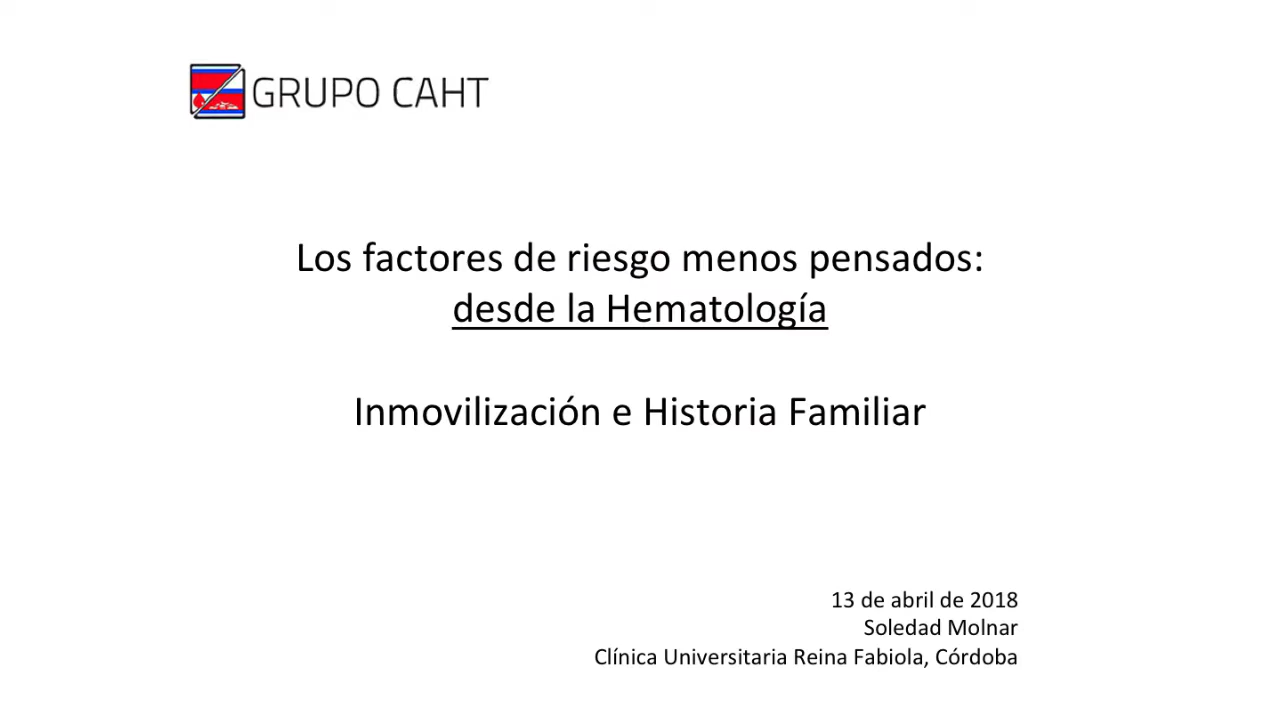 GRUPO CAHT
Los factores de riesgo menos pensados:
desde la Hematología
Inmovilización e Historia Familiar
13 de abril de 2018
Soledad Molnar
Clínica Universitaria Reina Fabiola, Córdoba